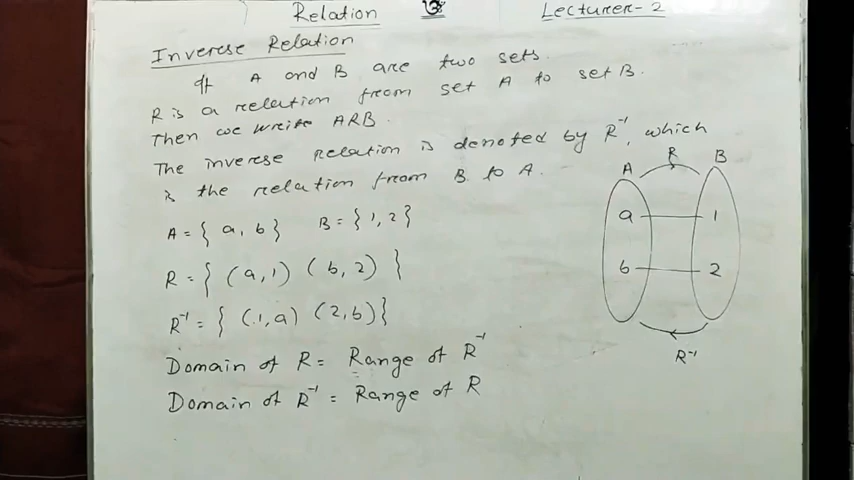 Relation ॐ Lecturer-2
Inverse Relation
If A and B are two sets.
R is a relation from set A to set B.
Then we write ARB.
The inverse relation is denoted by R⁻¹, which
is the relation from B to A.
A = { a, b } B = { 1, 2 }
R = { (a, 1) (b, 2) }
R⁻¹ = { (1, a) (2, b) }
Domain of R = Range of R⁻¹
Domain of R⁻¹ = Range of R
R
A B
a 1
b 2
R⁻¹